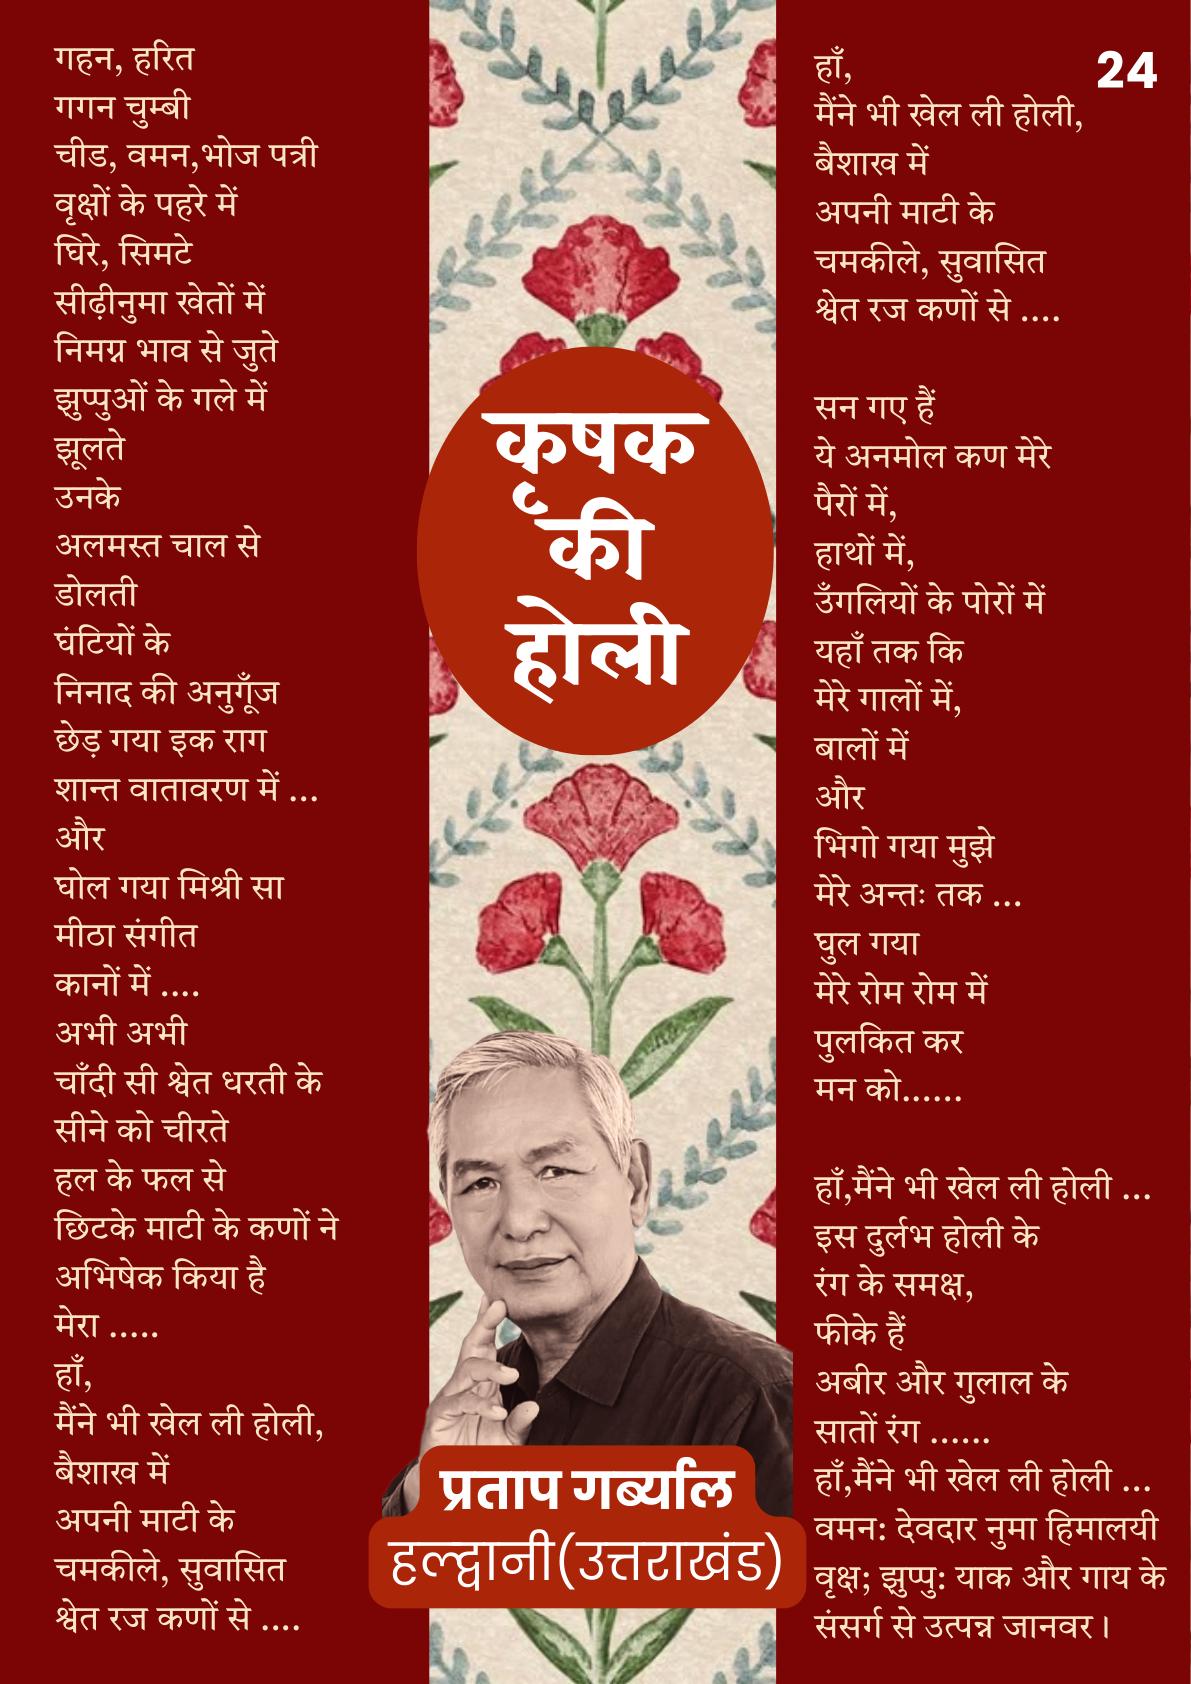 गहन, हरित
गगन चुम्बी
चीड, वमन,भोज पत्री
वृक्षों के पहरे में
घिरे, सिमटे
सीढ़ीनुमा खेतों में
निमग्न भाव से जुते
झुप्पुओं के गले में
झूलते
उनके
अलमस्त चाल से
डोलती
घंटियों के
निनाद की अनुगूँज
छेड़ गया इक राग
शान्त वातावरण में ...
और
घोल गया मिश्री सा
मीठा संगीत
कानों में ....
अभी अभी
चाँदी सी श्वेत धरती के
सीने को चीरते
हल के फल से
छिटके माटी के कणों ने
अभिषेक किया है
मेरा .....
हाँ,
मैंने भी खेल ली होली,
बैशाख में
अपनी माटी के
चमकीले, सुवासित
श्वेत रज कणों से ....
कृषक
की
होली
प्रताप गर्ब्याल
हल्द्वानी(उत्तराखंड)
24
हाँ,
मैंने भी खेल ली होली,
बैशाख में
अपनी माटी के
चमकीले, सुवासित
श्वेत रज कणों से ....
सन गए हैं
ये अनमोल कण मेरे
पैरों में,
हाथों में,
उँगलियों के पोरों में
यहाँ तक कि
मेरे गालों में,
बालों में
और
भिगो गया मुझे
मेरे अन्तः तक ...
घुल गया
मेरे रोम रोम में
पुलकित कर
मन को......
हाँ,मैंने भी खेल ली होली ...
इस दुर्लभ होली के
रंग के समक्ष,
फीके हैं
अबीर और गुलाल के
सातों रंग ......
हाँ,मैंने भी खेल ली होली ...
वमन: देवदार नुमा हिमालयी
वृक्ष; झुप्पु: याक और गाय के
संसर्ग से उत्पन्न जानवर।